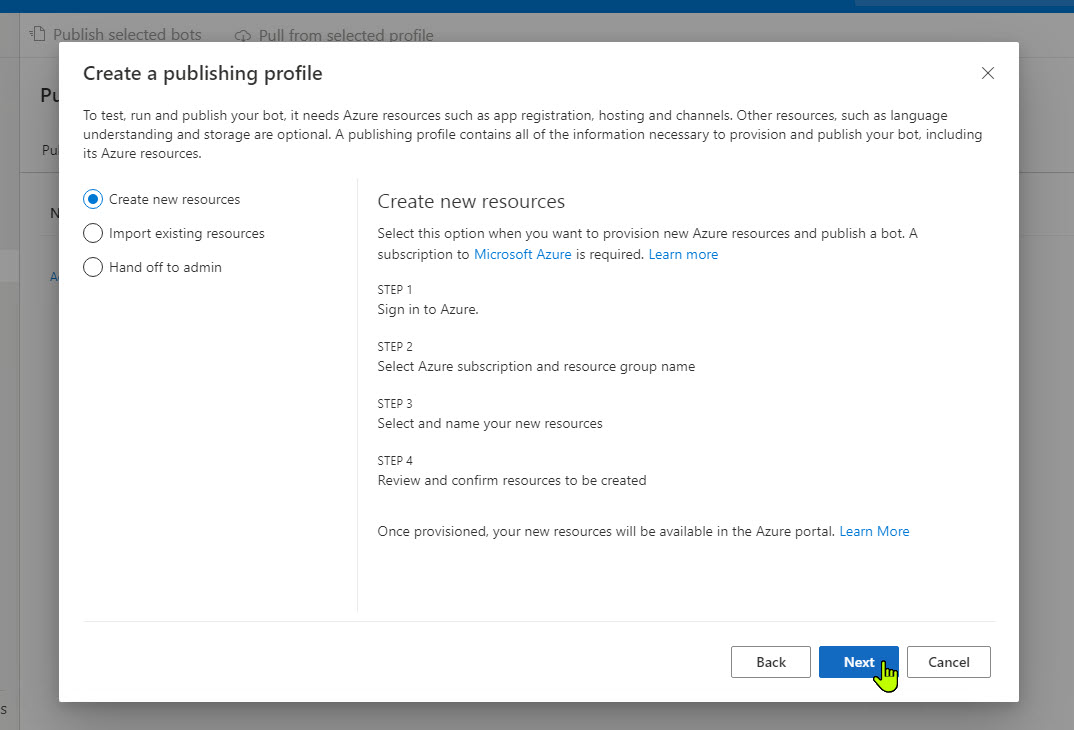 Publish selected bots
Pull from selected profile
Create a publishing profile
To test, run and publish your bot, it needs Azure resources such as app registration, hosting and channels. Other resources, such as language
understanding and storage are optional. A publishing profile contains all of the information necessary to provision and publish your bot, including
its Azure resources.
Create new resources
Import existing resources
Hand off to admin
Create new resources
Select this option when you want to provision new Azure resources and publish a bot. A
subscription to Microsoft Azure is required. Learn more
STEP 1
Sign in to Azure.
STEP 2
Select Azure subscription and resource group name
STEP 3
Select and name your new resources
STEP 4
Review and confirm resources to be created
Once provisioned, your new resources will be available in the Azure portal. Learn More
Back
Next
Cancel